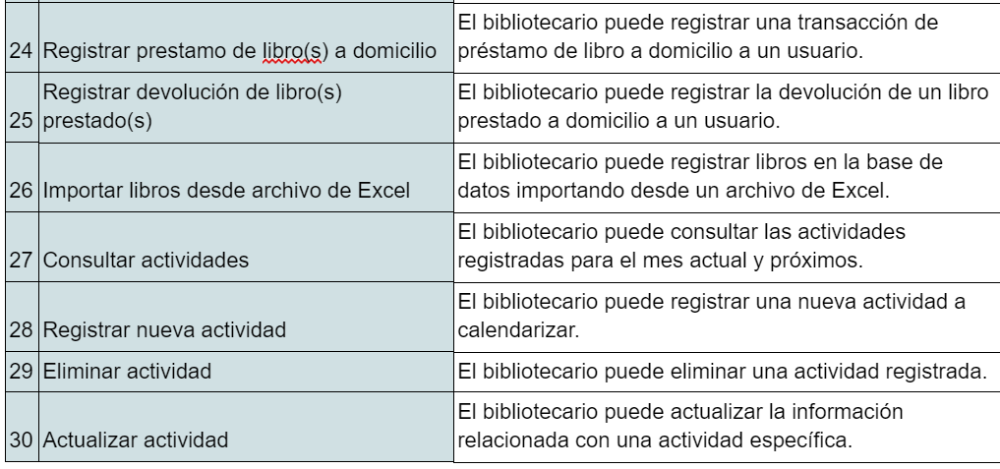 24 Registrar prestamo de libro(s) a domicilio
El bibliotecario puede registrar una transacción de
préstamo de libro a domicilio a un usuario.
25 Registrar devolución de libro(s)
prestado(s)
El bibliotecario puede registrar la devolución de un libro
prestado a domicilio a un usuario.
26 Importar libros desde archivo de Excel
El bibliotecario puede registrar libros en la base de
datos importando desde un archivo de Excel.
27 Consultar actividades
El bibliotecario puede consultar las actividades
registradas para el mes actual y próximos.
28 Registrar nueva actividad
El bibliotecario puede registrar una nueva actividad a
calendarizar.
29 Eliminar actividad
El bibliotecario puede eliminar una actividad registrada.
30 Actualizar actividad
El bibliotecario puede actualizar la información
relacionada con una actividad específica.